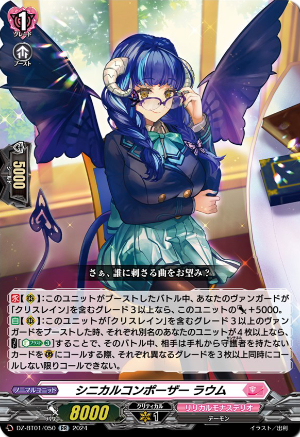 1
グレード
ブースト
5000
さぁ、誰に刺さる曲をお望み?
【永】【(R)】:このユニットがブーストしたバトル中、あなたのヴァンガードが
「クリスレイン」を含むグレード3以上なら、このユニットの+5000。
【自】【(R)】:このユニットが「クリスレイン」を含むグレード3以上のヴァンガードをブーストした時、それぞれ別名のあなたのユニットが4枚以上なら、
することで、そのバトル中、相手は手札から守護者を持たないカードを(G)にコールする際、それぞれ異なるグレードを3枚以上同時にコールしない限りコールできない。
ノーマルユニット
シニカルコンポーザー ラウム
パワー
8000
クリティカル
1
リリカルモナステリオ
デーモン
D DZ-BT01/050 RR 2024
イラスト/出利